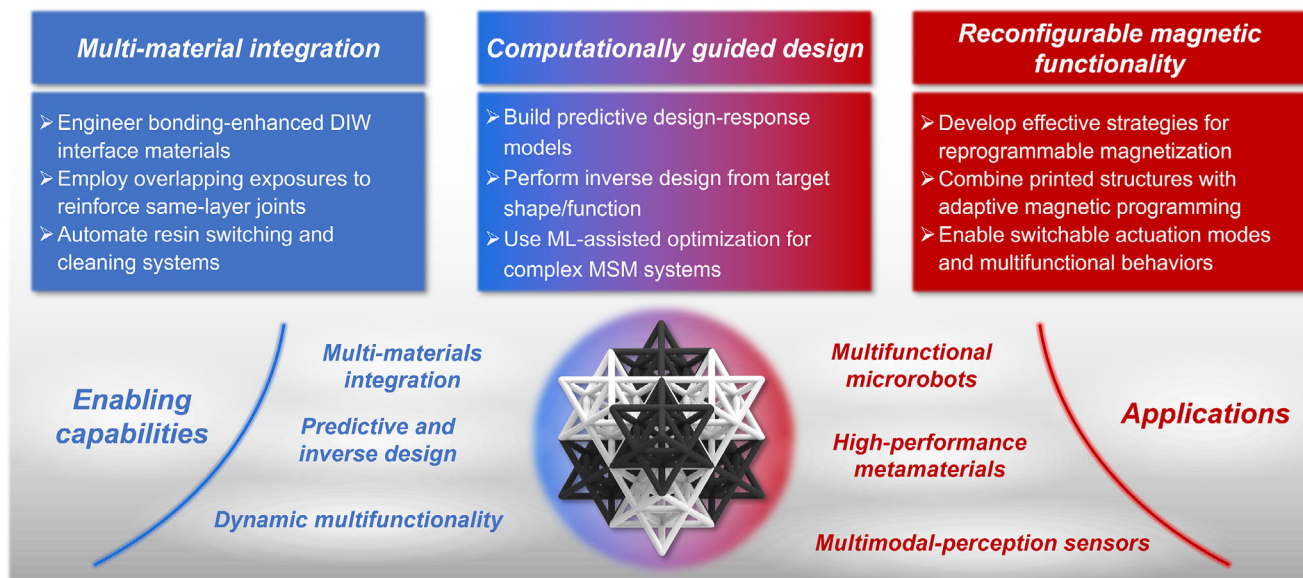 Multi-material integration
➢ Engineer bonding-enhanced DIW
interface materials
➢ Employ overlapping exposures to
reinforce same-layer joints
➢ Automate resin switching and
cleaning systems
Computationally guided design
➢ Build predictive design-response
models
➢ Perform inverse design from target
shape/function
➢ Use ML-assisted optimization for
complex MSM systems
Reconfigurable magnetic
functionality
➢ Develop effective strategies for
reprogrammable magnetization
➢ Combine printed structures with
adaptive magnetic programming
➢ Enable switchable actuation modes
and multifunctional behaviors
Enabling
capabilities
Multi-materials
integration
Predictive and
inverse design
Dynamic multifunctionality
Multifunctional
microrobots
High-performance
metamaterials
Multimodal-perception sensors
Applications